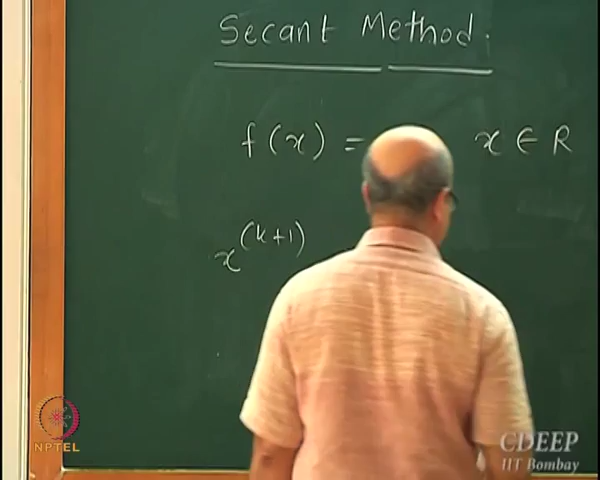 Secant Method.
f(x) = x ∈ R
x^(k+1)
NPTEL
CDEEP
IIT Bombay